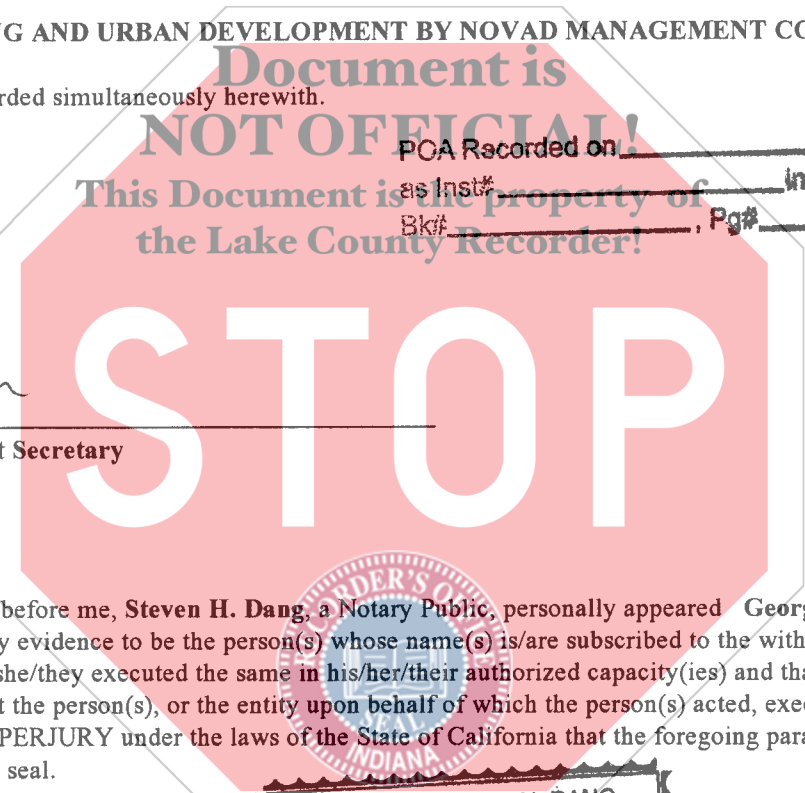 NG AND URBAN DEVELOPMENT BY NOVAD MANAGEMENT CO
Document is
rded simultaneously herewith.
NOT OFFICIAL!
POA Recorded on
This Document is the property of
as Inst# in
the Lake County Recorder!
Bk# , Pg#
STOP
t Secretary
before me, Steven H. Dang, a Notary Public, personally appeared Georg
y evidence to be the person(s) whose name(s) is/are subscribed to the with
she/they executed the same in his/her/their authorized capacity(ies) and tha
t the person(s), or the entity upon behalf of which the person(s) acted, exec
PERJURY under the laws of the State of California that the foregoing para
seal.
RECORDER'S OFFICE
SEAL
INDIANA
DANG